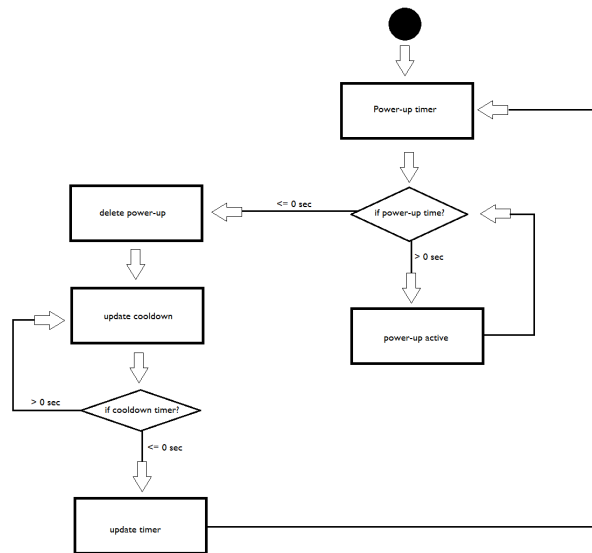 Power-up timer
<= 0 sec
if power-up time?
delete power-up
> 0 sec
update cooldown
power-up active
> 0 sec
if cooldown timer?
<= 0 sec
update timer